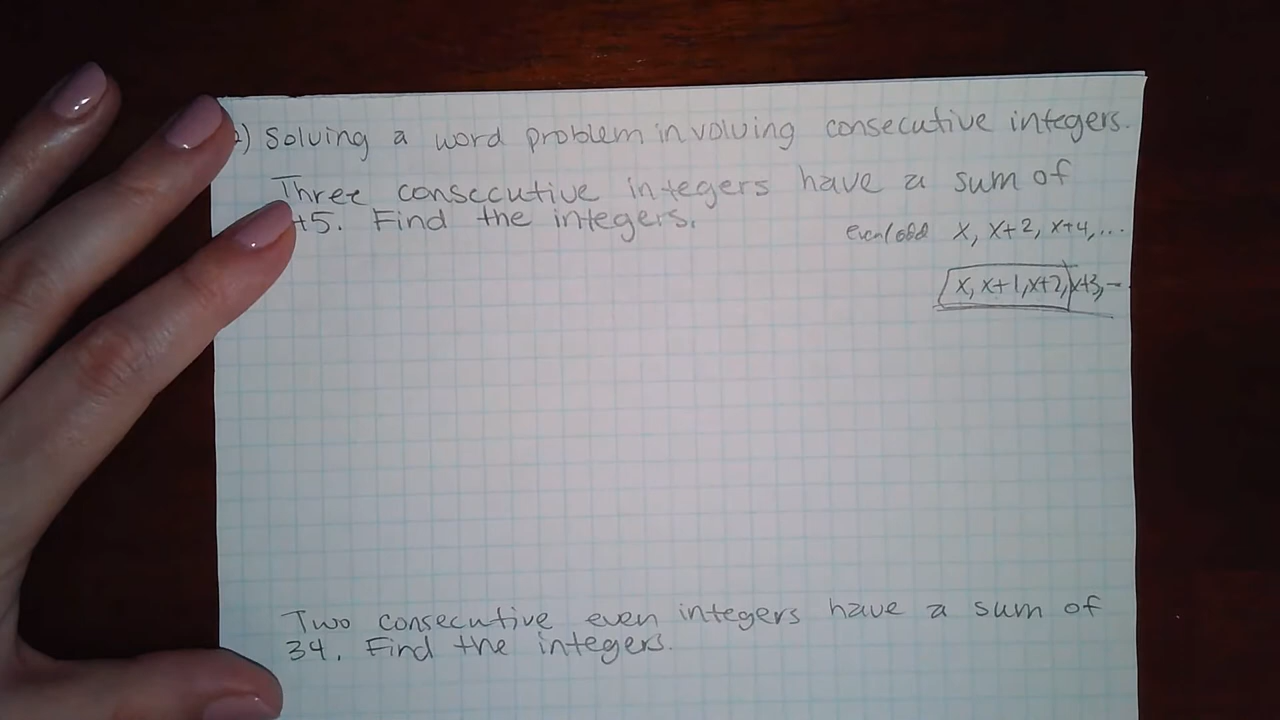 ) Solving a word problem involving consecutive integers.
Three consecutive integers have a sum of
5. Find the integers.
even/odd x, x+2, x+4,...
x, x+1, x+2, x+3, -
Two consecutive even integers have a sum of
34. Find the integers.